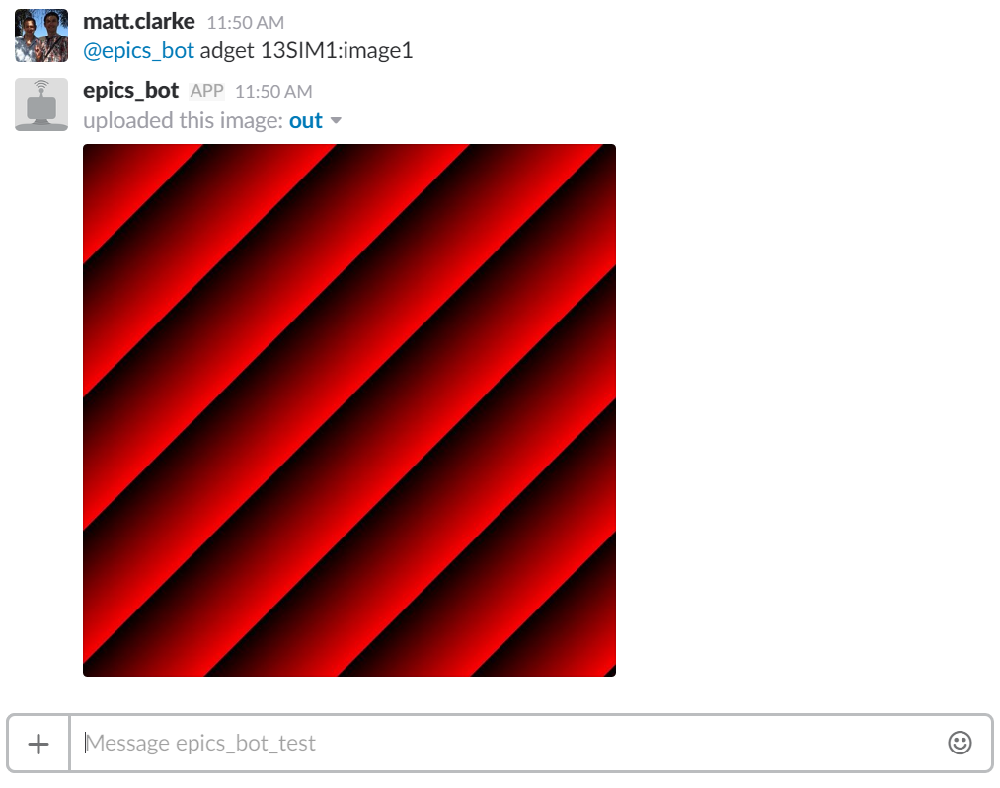 matt.clarke 11:50 AM
@epics_bot adget 13SIM1:image1
epics_bot APP 11:50 AM
uploaded this image: out
Message epics_bot_test